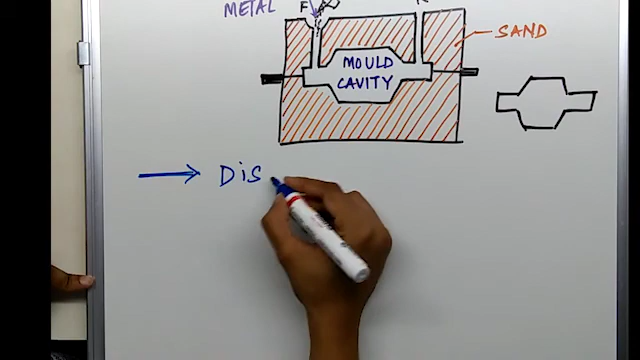 METAL
F
SAND
MOULD
CAVITY
Dis